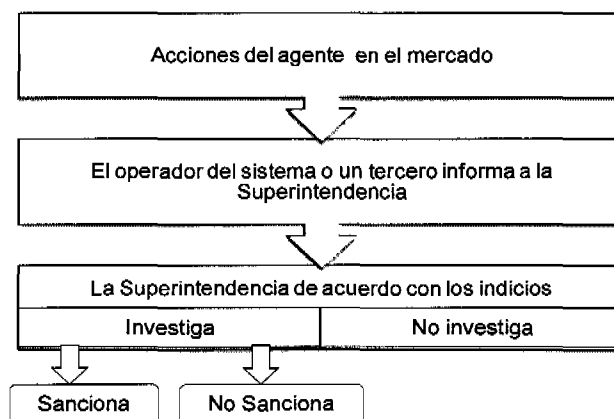 Acciones del agente en el mercado
El operador del sistema o un tercero informa a la
Superintendencia
La Superintendencia de acuerdo con los indicios
Investiga
No investiga
Sanciona
No Sanciona